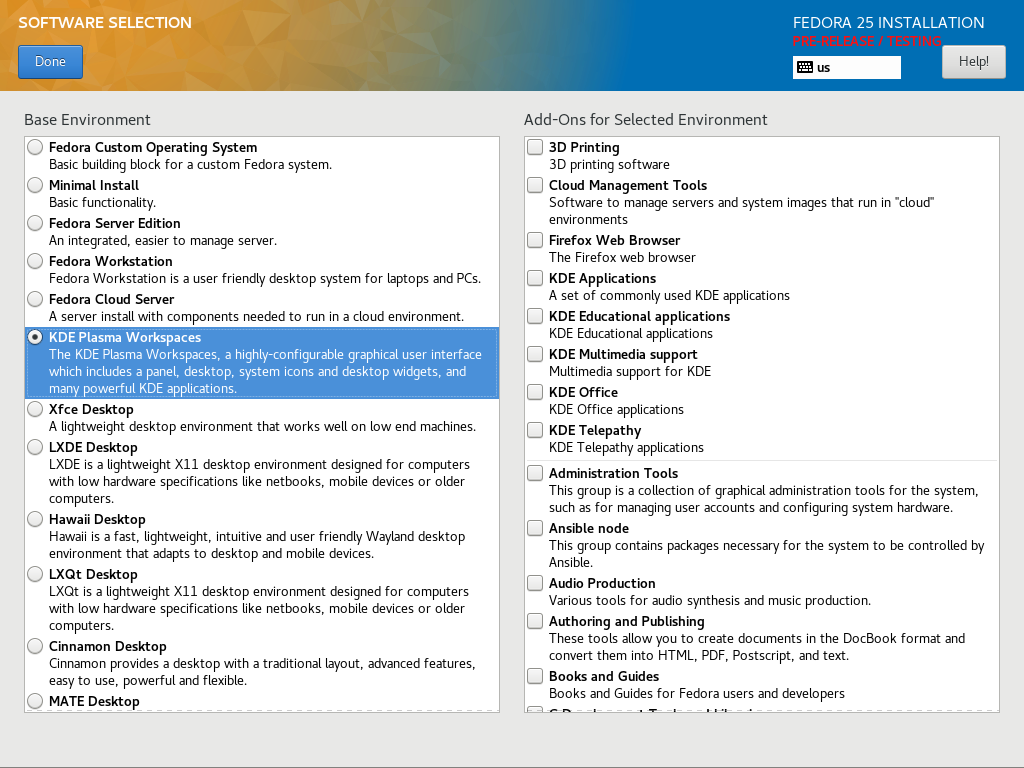 SOFTWARE SELECTION
FEDORA 25 INSTALLATION
PRE-RELEASE / TESTING
Done
us
Help!
Base Environment
Fedora Custom Operating System
Basic building block for a custom Fedora system.
Minimal Install
Basic functionality.
Fedora Server Edition
An integrated, easier to manage server.
Fedora Workstation
Fedora Workstation is a user friendly desktop system for laptops and PCs.
Fedora Cloud Server
A server install with components needed to run in a cloud environment.
KDE Plasma Workspaces
The KDE Plasma Workspaces, a highly-configurable graphical user interface
which includes a panel, desktop, system icons and desktop widgets, and
many powerful KDE applications.
Xfce Desktop
A lightweight desktop environment that works well on low end machines.
LXDE Desktop
LXDE is a lightweight X11 desktop environment designed for computers
with low hardware specifications like netbooks, mobile devices or older
computers.
Hawaii Desktop
Hawaii is a fast, lightweight, intuitive and user friendly Wayland desktop
environment that adapts to desktop and mobile devices.
LXQt Desktop
LXQt is a lightweight X11 desktop environment designed for computers
with low hardware specifications like netbooks, mobile devices or older
computers.
Cinnamon Desktop
Cinnamon provides a desktop with a traditional layout, advanced features,
easy to use, powerful and flexible.
MATE Desktop
Add-Ons for Selected Environment
3D Printing
3D printing software
Cloud Management Tools
Software to manage servers and system images that run in "cloud"
environments
Firefox Web Browser
The Firefox web browser
KDE Applications
A set of commonly used KDE applications
KDE Educational applications
KDE Educational applications
KDE Multimedia support
Multimedia support for KDE
KDE Office
KDE Office applications
KDE Telepathy
KDE Telepathy applications
Administration Tools
This group is a collection of graphical administration tools for the system,
such as for managing user accounts and configuring system hardware.
Ansible node
This group contains packages necessary for the system to be controlled by
Ansible.
Audio Production
Various tools for audio synthesis and music production.
Authoring and Publishing
These tools allow you to create documents in the DocBook format and
convert them into HTML, PDF, Postscript, and text.
Books and Guides
Books and Guides for Fedora users and developers